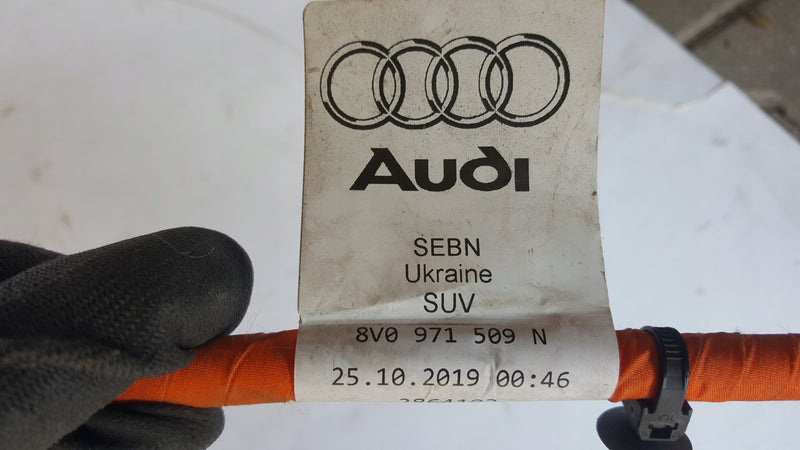 Audi
SEBN
Ukraine
SUV
8V0 971 509 N
25.10.2019 00:46